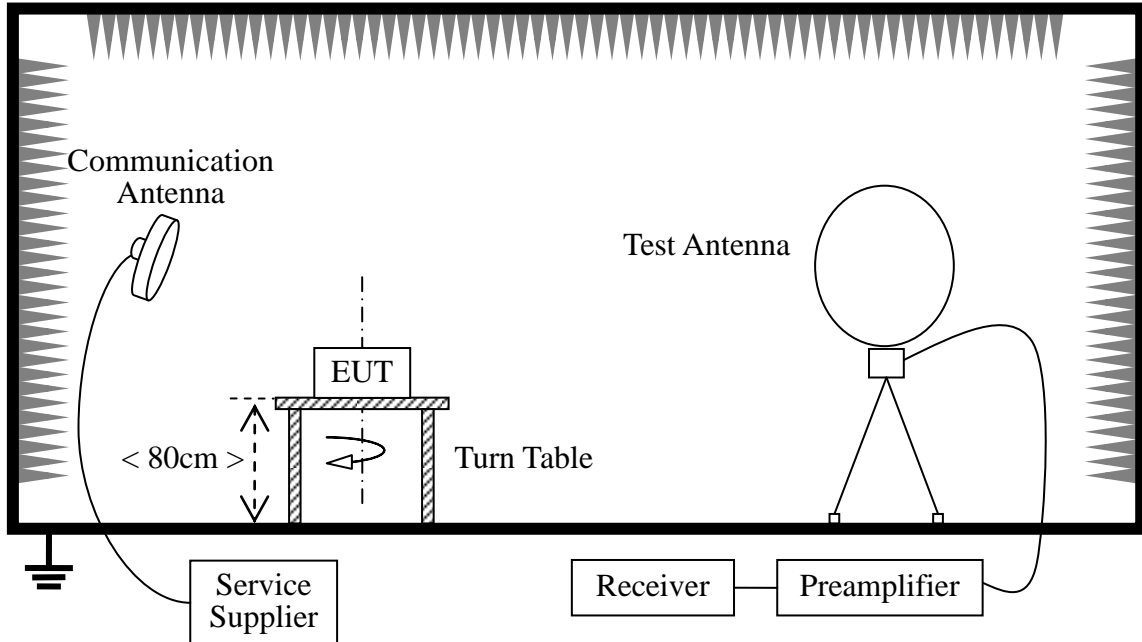 Communication
Antenna
Test Antenna
EUT
< 80cm >
Turn Table
Service
Supplier
Receiver
Preamplifier